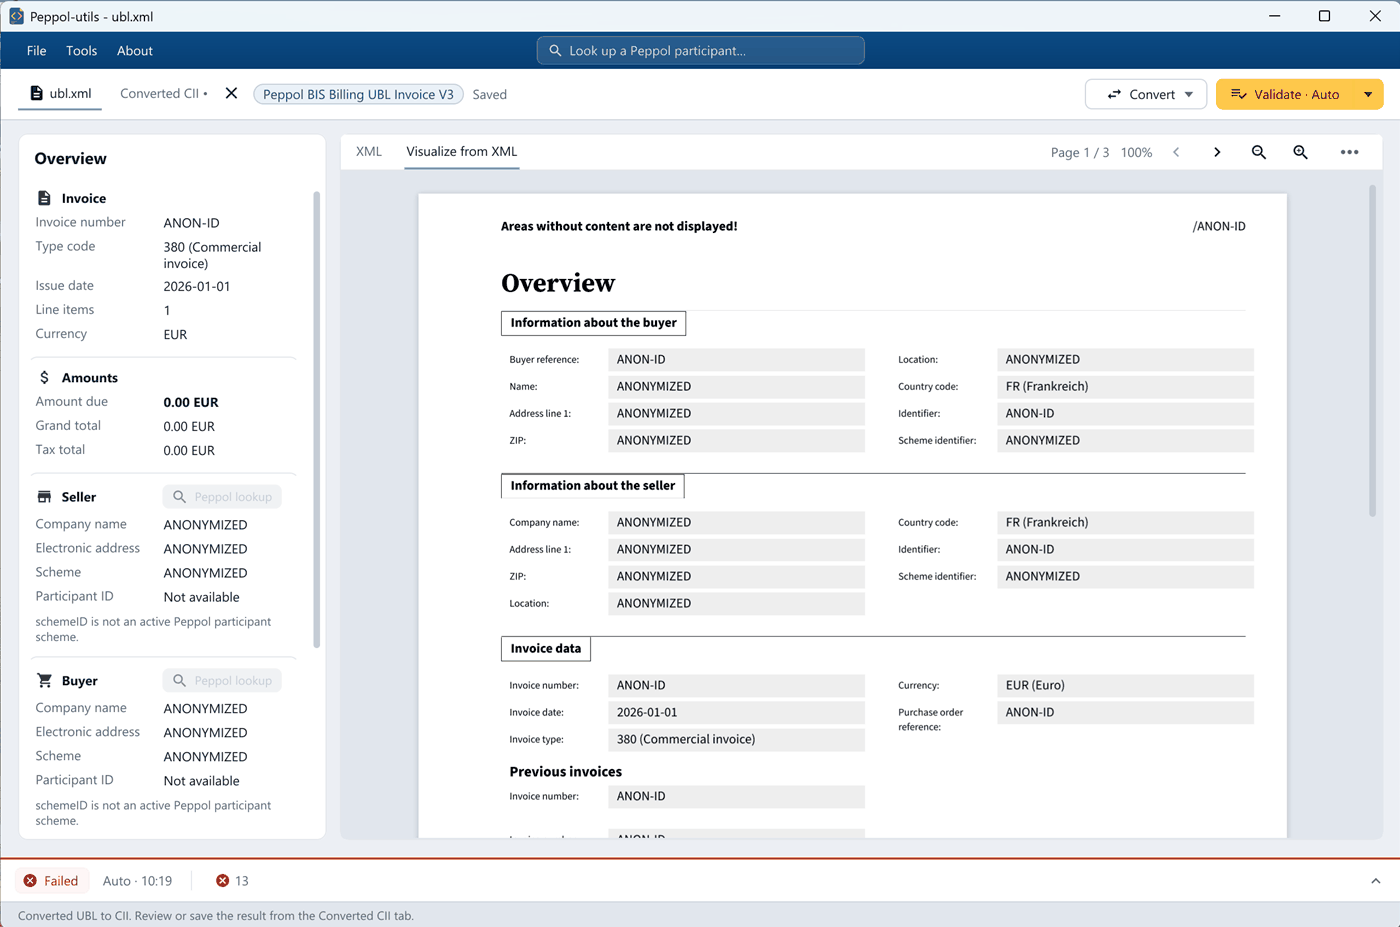 Peppol-utils - ubl.xml
File Tools About
Look up a Peppol participant...
ubl.xml
Converted CII •
Peppol BIS Billing UBL Invoice V3
Saved
Convert
Validate · Auto
Overview
Invoice
Invoice number ANON-ID
Type code 380 (Commercial
invoice)
Issue date 2026-01-01
Line items 1
Currency EUR
Amounts
Amount due 0.00 EUR
Grand total 0.00 EUR
Tax total 0.00 EUR
Seller Peppol lookup
Company name ANONYMIZED
Electronic address ANONYMIZED
Scheme ANONYMIZED
Participant ID Not available
schemeID is not an active Peppol participant
scheme.
Buyer Peppol lookup
Company name ANONYMIZED
Electronic address ANONYMIZED
Scheme ANONYMIZED
Participant ID Not available
schemeID is not an active Peppol participant
scheme.
XML Visualize from XML
Page 1 / 3 100%
Areas without content are not displayed! /ANON-ID
Overview
Information about the buyer
Buyer reference: ANON-ID Location: ANONYMIZED
Name: ANONYMIZED Country code: FR (Frankreich)
Address line 1: ANONYMIZED Identifier: ANON-ID
ZIP: ANONYMIZED Scheme identifier: ANONYMIZED
Information about the seller
Company name: ANONYMIZED Country code: FR (Frankreich)
Address line 1: ANONYMIZED Identifier: ANON-ID
ZIP: ANONYMIZED Scheme identifier: ANONYMIZED
Location: ANONYMIZED
Invoice data
Invoice number: ANON-ID Currency: EUR (Euro)
Invoice date: 2026-01-01 Purchase order ANON-ID
reference:
Invoice type: 380 (Commercial invoice)
Previous invoices
Invoice number: ANON-ID
Failed Auto · 10:19 13
Converted UBL to CII. Review or save the result from the Converted CII tab.